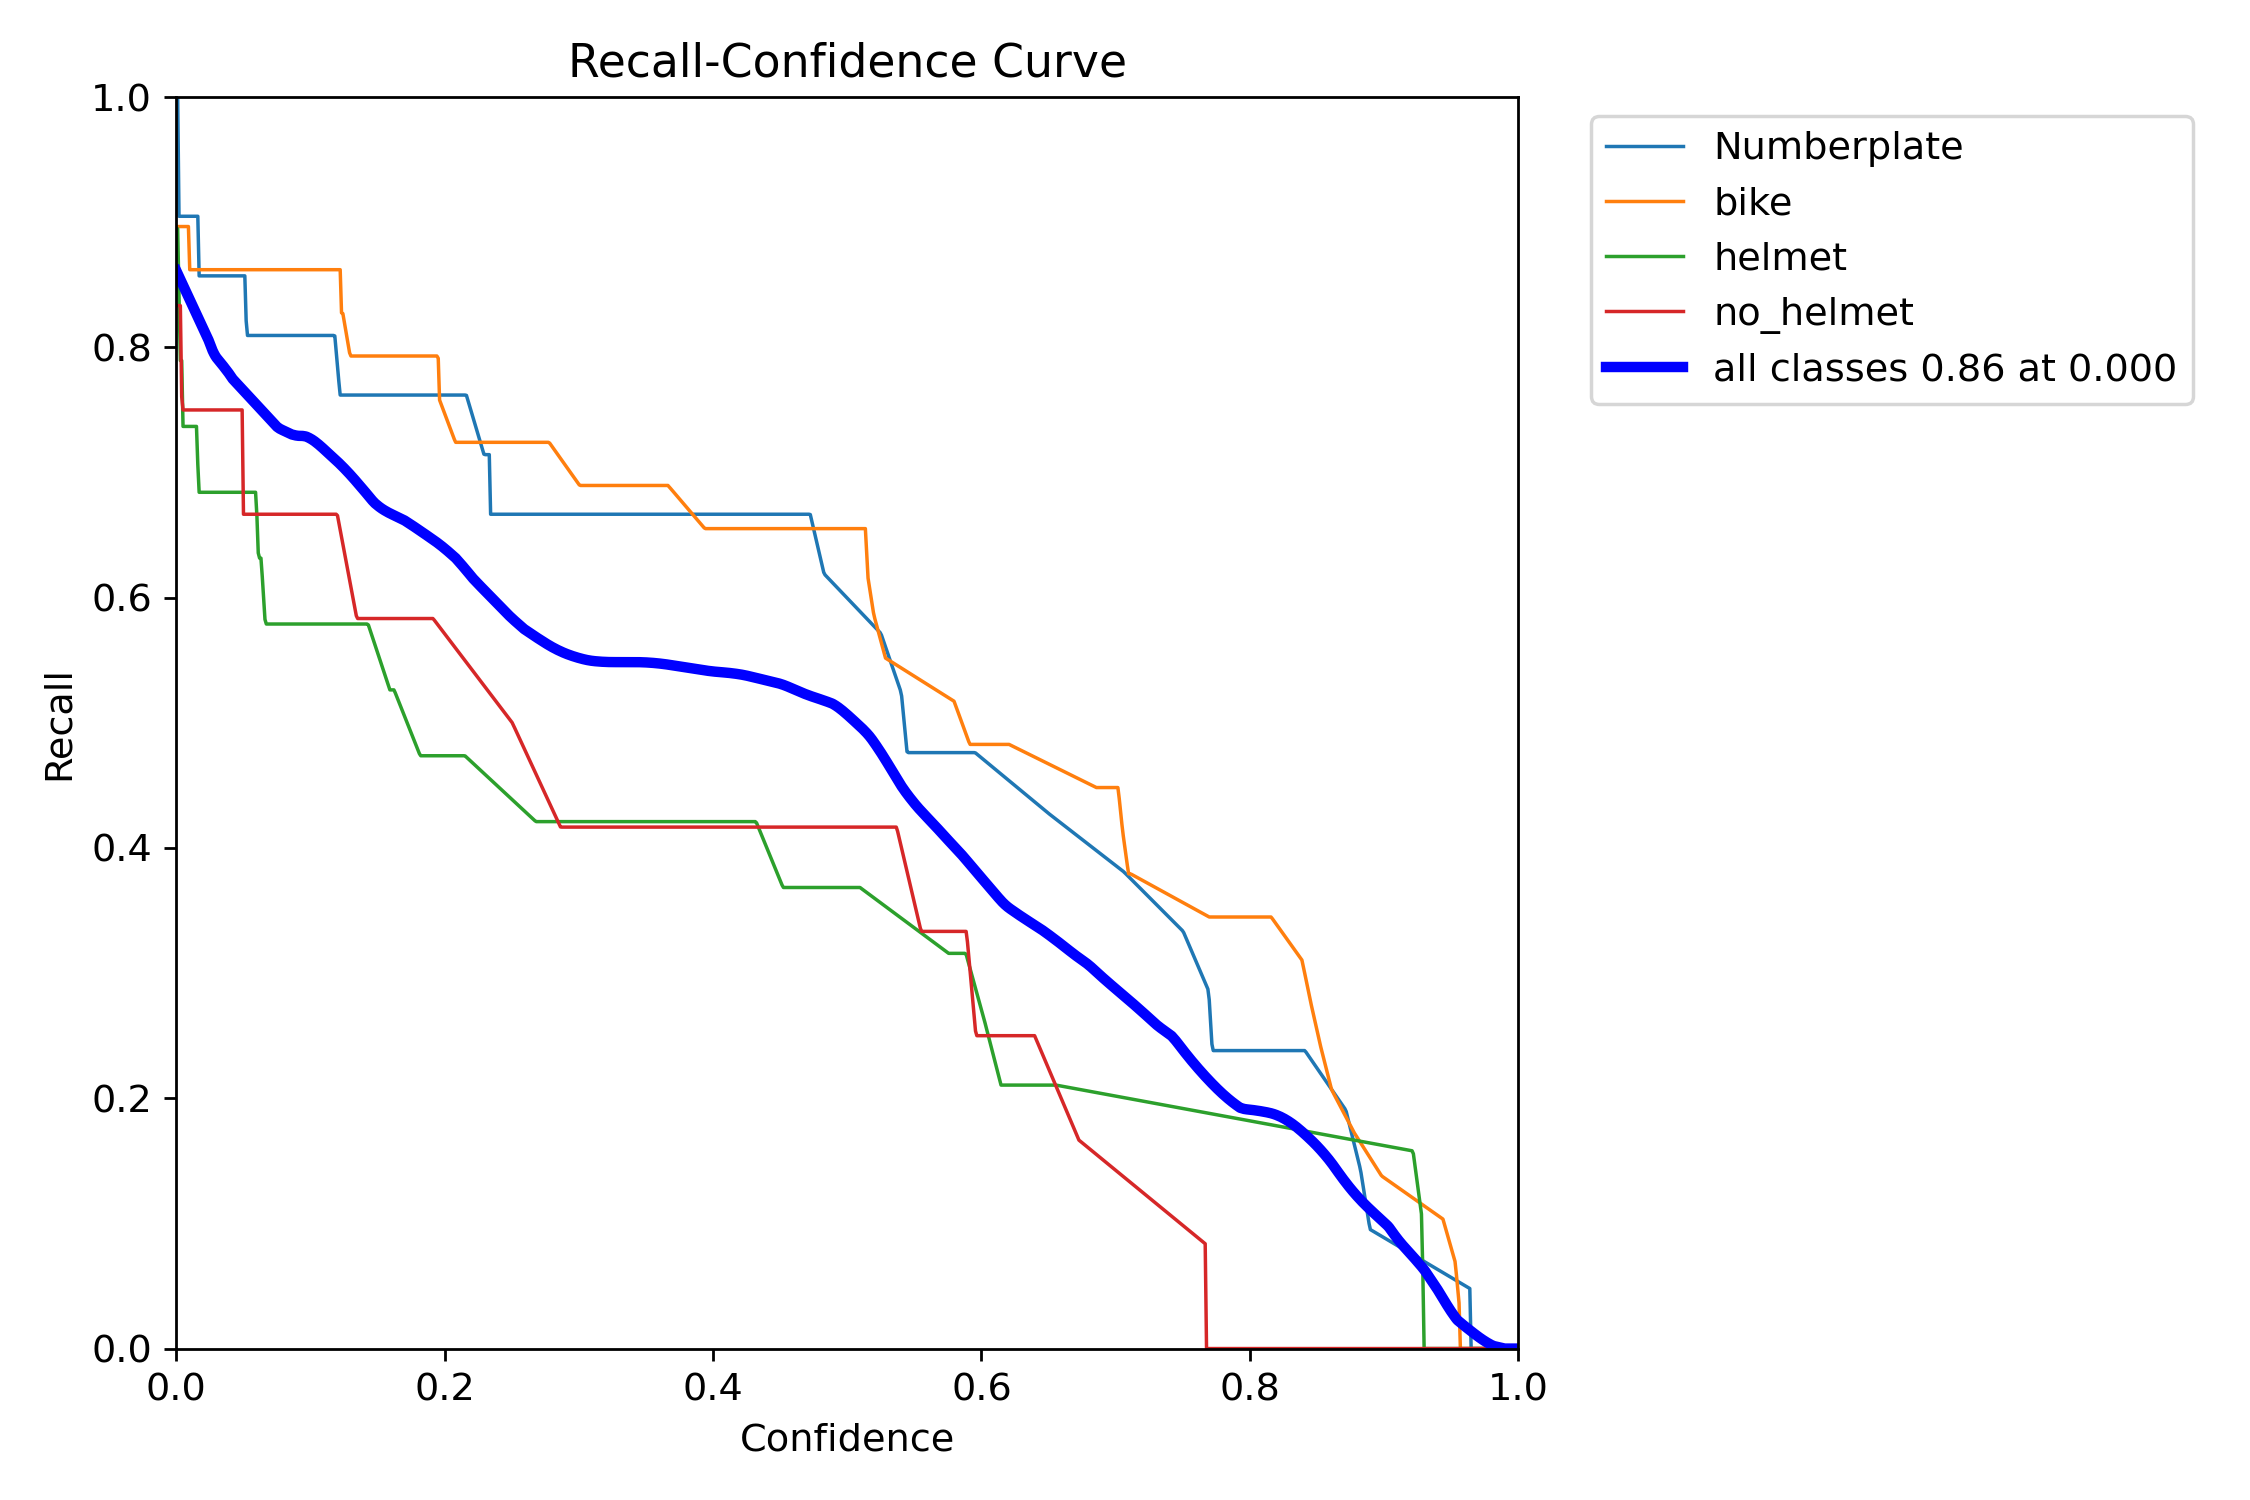 Recall-Confidence Curve
1.0
0.8
0.6
0.4
0.2
0.0
Recall
0.0 0.2 0.4 0.6 0.8 1.0
Confidence
Numberplate
bike
helmet
no_helmet
all classes 0.86 at 0.000